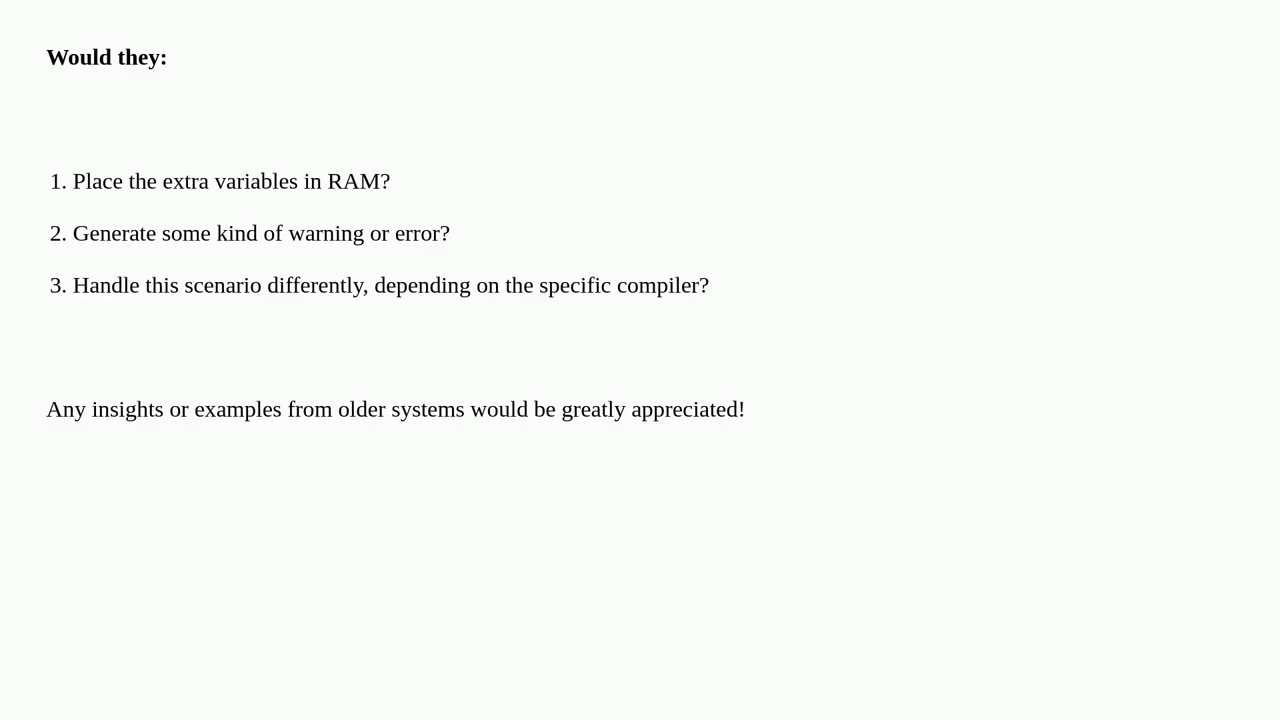 Would they:
1. Place the extra variables in RAM?
2. Generate some kind of warning or error?
3. Handle this scenario differently, depending on the specific compiler?
Any insights or examples from older systems would be greatly appreciated!